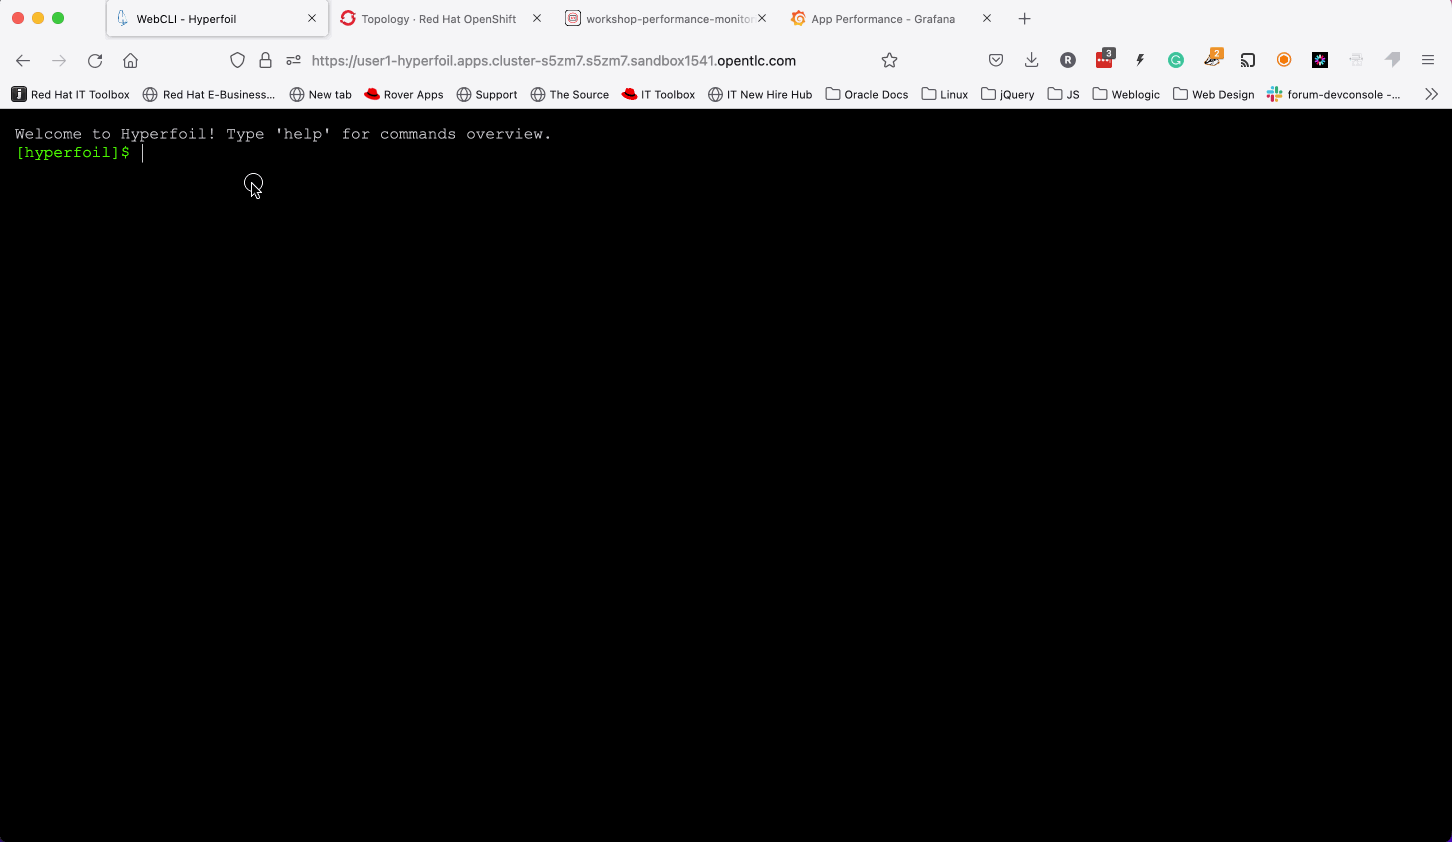 WebCLI - Hyperfoil
Topology · Red Hat OpenShift
workshop-performance-monitor
App Performance - Grafana
https://user1-hyperfoil.apps.cluster-s5zm7.s5zm7.sandbox1541.opentlc.com
R
3
2
Red Hat IT Toolbox
Red Hat E-Business...
New tab
Rover Apps
Support
The Source
IT Toolbox
IT New Hire Hub
Oracle Docs
Linux
jQuery
JS
Weblogic
Web Design
forum-devconsole -...
Welcome to Hyperfoil! Type 'help' for commands overview.
[hyperfoil]$